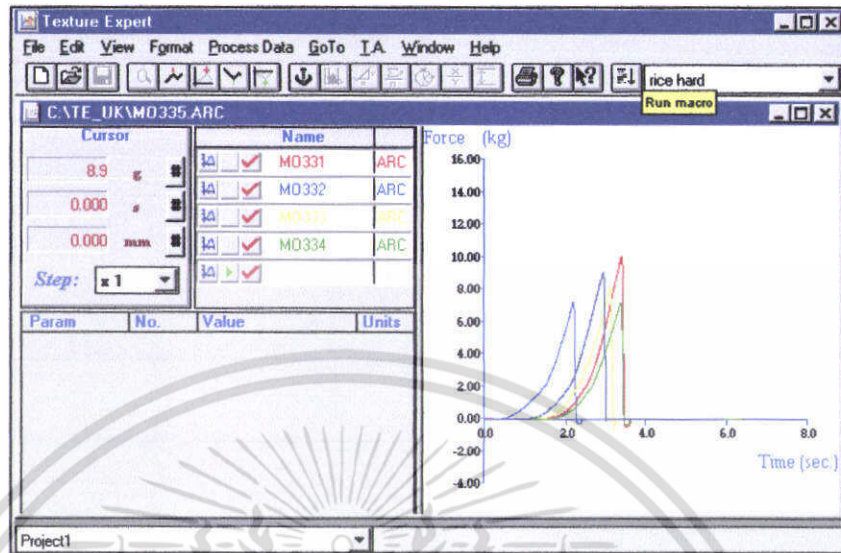 Texture Expert
File Edit View Format Process Data GoTo T.A. Window Help
rice hard
Run macro
C:\TE_UK\MO335.ARC
Cursor
8.9 g
0.000 s
0.000 mm
Step: x 1
Name
MO331 ARC
MO332 ARC
MO333 ARC
MO334 ARC
Param No. Value Units
Force (kg)
16.00
14.00
12.00
10.00
8.00
6.00
4.00
2.00
0.00
-2.00
-4.00
0.0 2.0 4.0 6.0 8.0
Time (sec.)
Project1